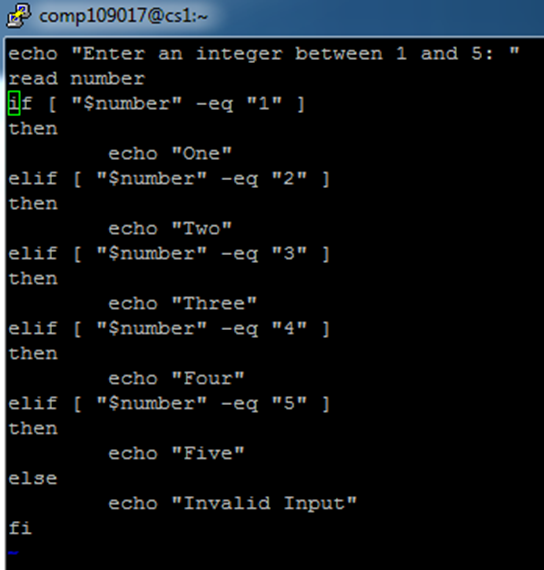 comp109017@cs1:~
echo "Enter an integer between 1 and 5: "
read number
if [ "$number" -eq "1" ]
then
        echo "One"
elif [ "$number" -eq "2" ]
then
        echo "Two"
elif [ "$number" -eq "3" ]
then
        echo "Three"
elif [ "$number" -eq "4" ]
then
        echo "Four"
elif [ "$number" -eq "5" ]
then
        echo "Five"
else
        echo "Invalid Input"
fi
~